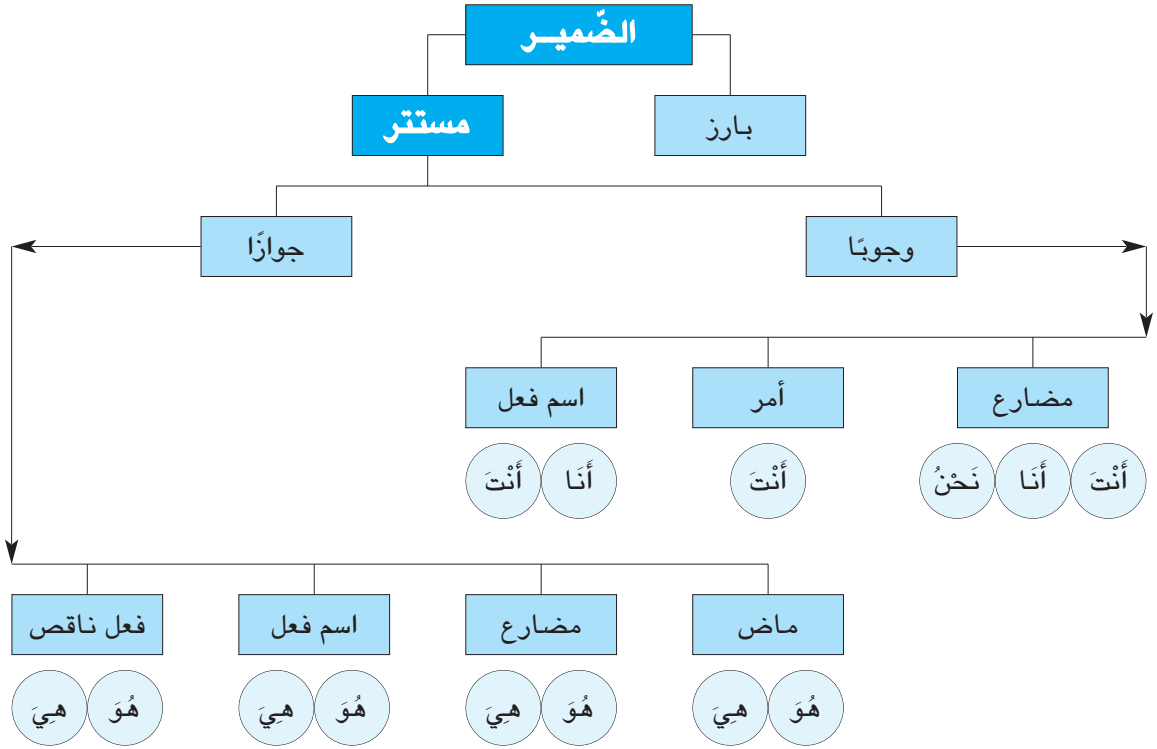 الضّميـر
بارز
مستتر
وجوبًا
جوازًا
مضارع
أمر
اسم فعل
أَنْتَ
أَنَا
نَحْنُ
أَنْتَ
أَنَا
أَنْتَ
ماض
مضارع
اسم فعل
فعل ناقص
هُوَ
هِيَ
هُوَ
هِيَ
هُوَ
هِيَ
هُوَ
هِيَ